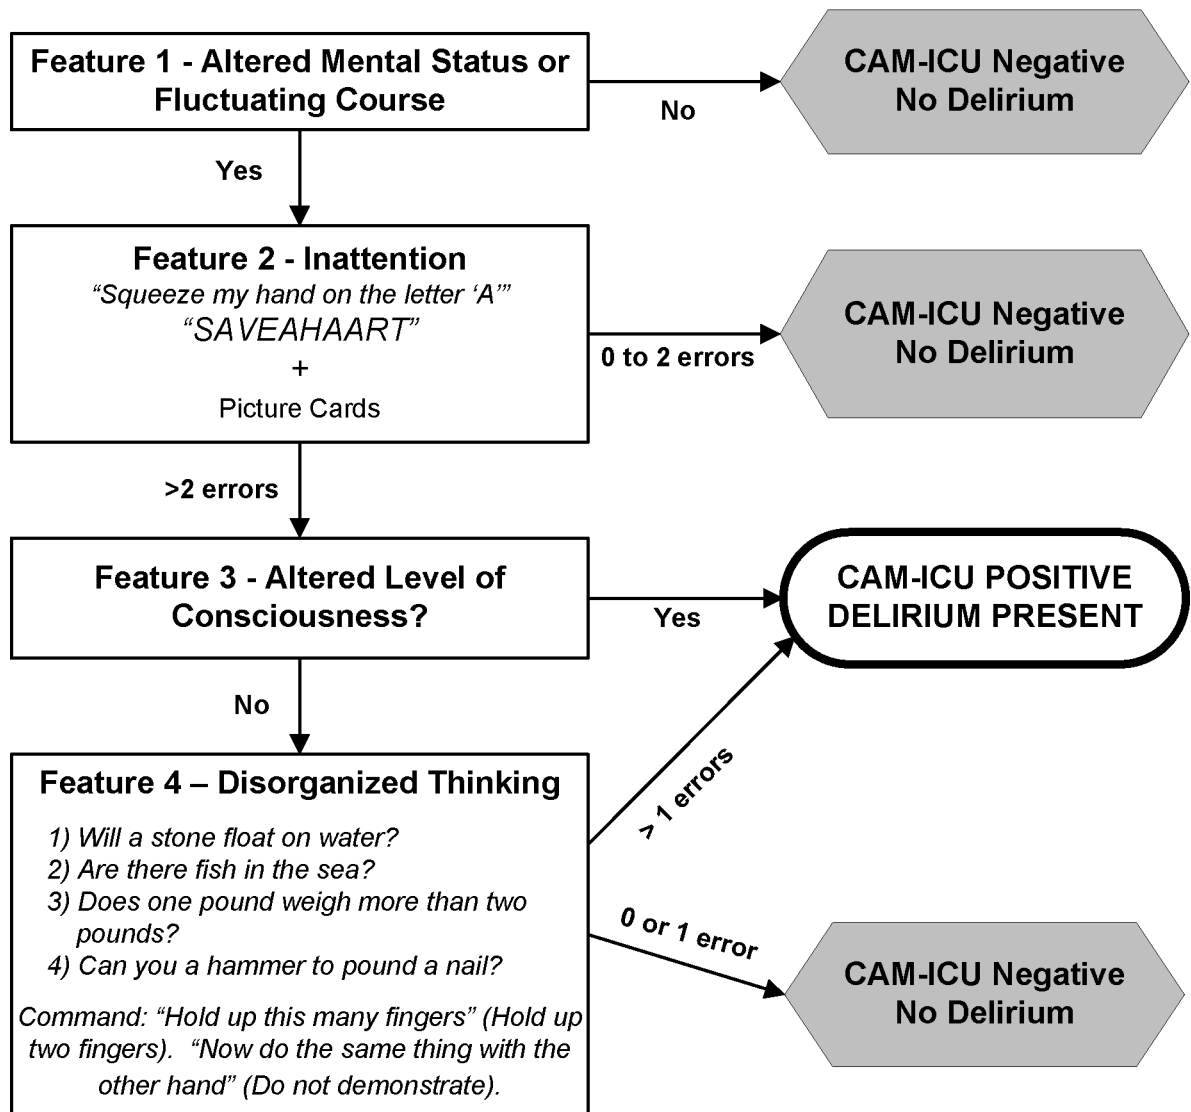 Feature 1 - Altered Mental Status or
Fluctuating Course
No
CAM-ICU Negative
No Delirium
Yes
Feature 2 - Inattention
“Squeeze my hand on the letter ‘A’”
“SAVEAHAART”
+
Picture Cards
0 to 2 errors
CAM-ICU Negative
No Delirium
>2 errors
Feature 3 - Altered Level of
Consciousness?
Yes
CAM-ICU POSITIVE
DELIRIUM PRESENT
No
Feature 4 – Disorganized Thinking
1) Will a stone float on water?
2) Are there fish in the sea?
3) Does one pound weigh more than two
pounds?
4) Can you a hammer to pound a nail?
Command: “Hold up this many fingers” (Hold up
two fingers). “Now do the same thing with the
other hand” (Do not demonstrate).
> 1 errors
0 or 1 error
CAM-ICU Negative
No Delirium